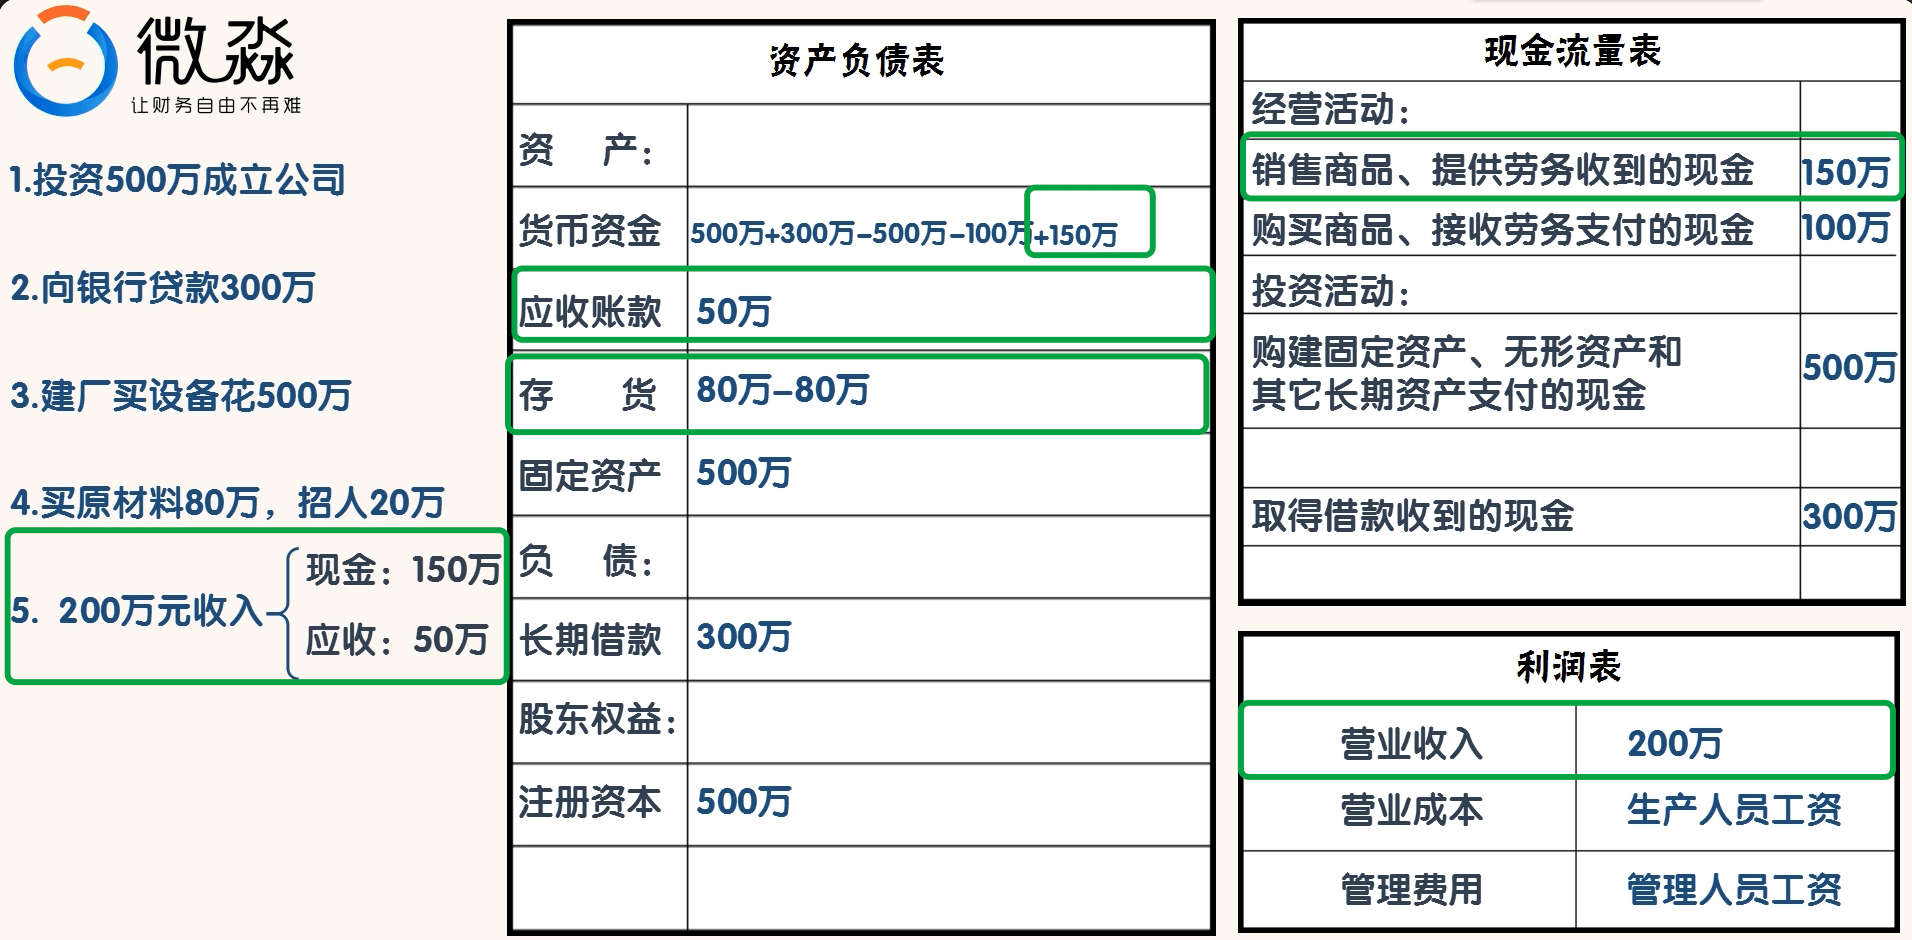 微淼
让财务自由不再难
1.投资500万成立公司
2.向银行贷款300万
3.建厂买设备花500万
4.买原材料80万，招人20万
5. 200万元收入
现金：150万
应收：50万
资产负债表
资 产：
货币资金 500万+300万-500万-100万+150万
应收账款 50万
存 货 80万-80万
固定资产 500万
负 债：
长期借款 300万
股东权益：
注册资本 500万
现金流量表
经营活动：
销售商品、提供劳务收到的现金 150万
购买商品、接收劳务支付的现金 100万
投资活动：
购建固定资产、无形资产和
其它长期资产支付的现金 500万
取得借款收到的现金 300万
利润表
营业收入 200万
营业成本 生产人员工资
管理费用 管理人员工资